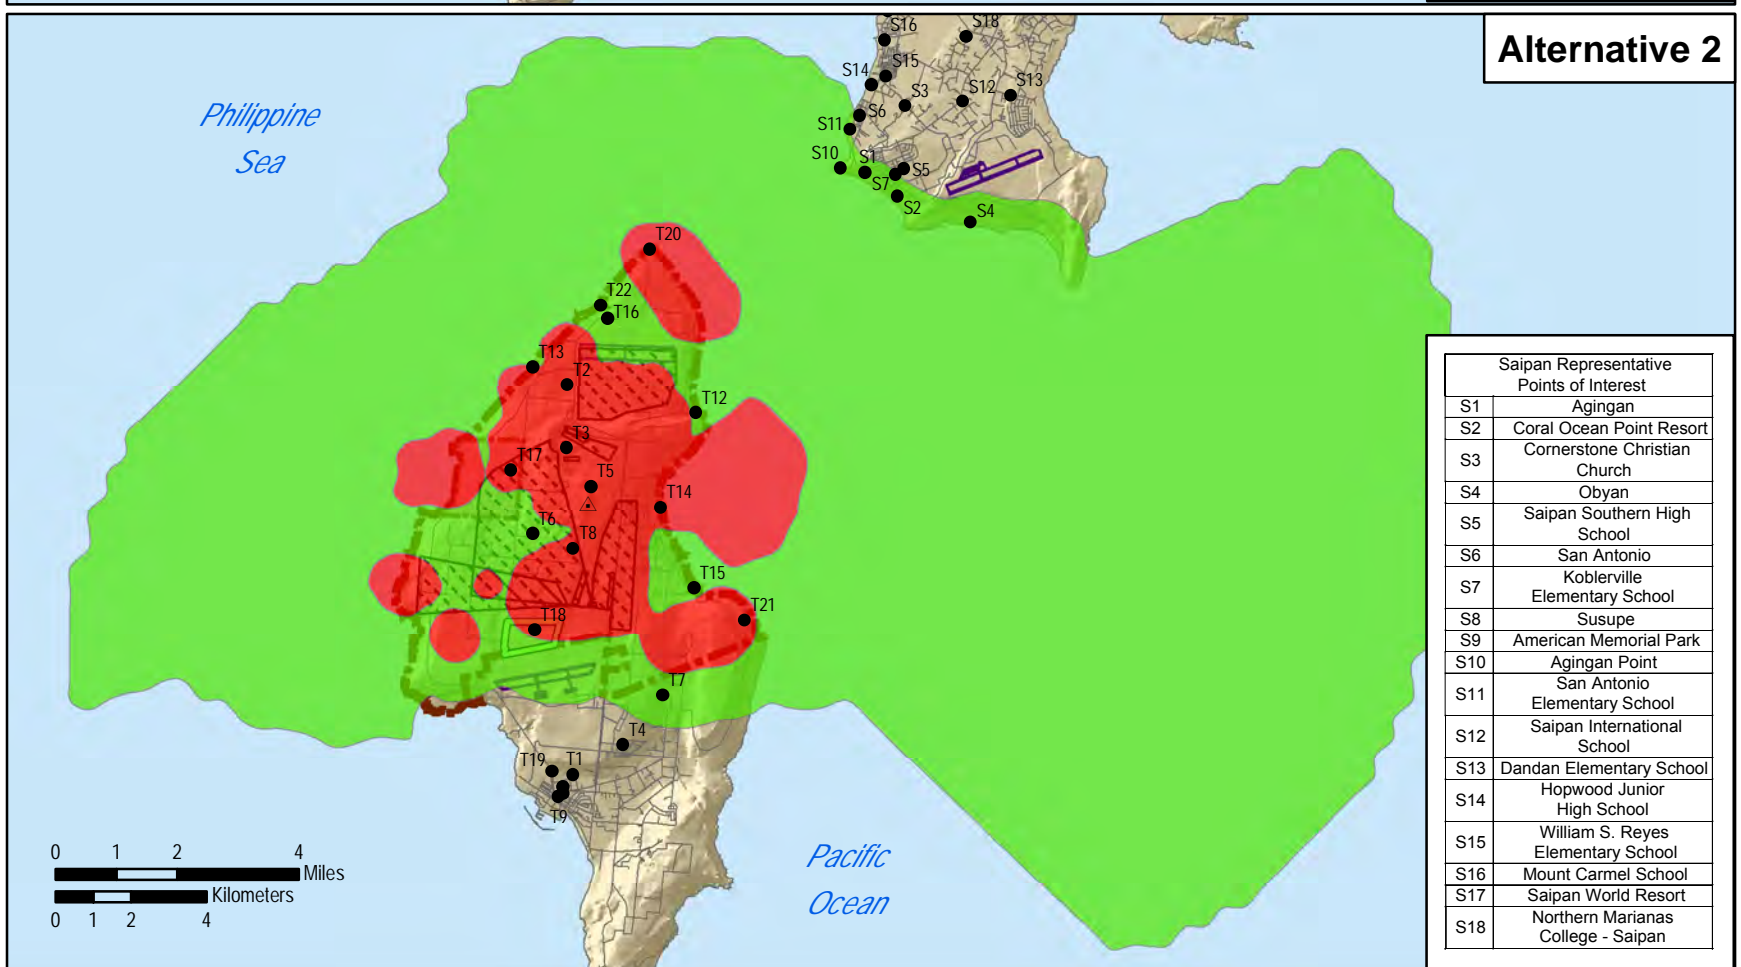 Alternative 2
S16
S18
S15
S14
S3
S12
S13
S6
S11
S10
S1
S5
S7
S2
S4
Philippine
Sea
T20
T22
T16
T13
T2
T12
T3
T17
T5
T14
T6
T8
T15
T21
T18
T7
T4
T19
T1
T9
Pacific
Ocean
0 1 2 4
Miles
Kilometers
0 1 2 4
Saipan Representative
Points of Interest
S1 Agingan
S2 Coral Ocean Point Resort
S3 Cornerstone Christian
Church
S4 Obyan
S5 Saipan Southern High
School
S6 San Antonio
S7 Koblerville
Elementary School
S8 Susupe
S9 American Memorial Park
S10 Agingan Point
S11 San Antonio
Elementary School
S12 Saipan International
School
S13 Dandan Elementary School
S14 Hopwood Junior
High School
S15 William S. Reyes
Elementary School
S16 Mount Carmel School
S17 Saipan World Resort
S18 Northern Marianas
College - Saipan